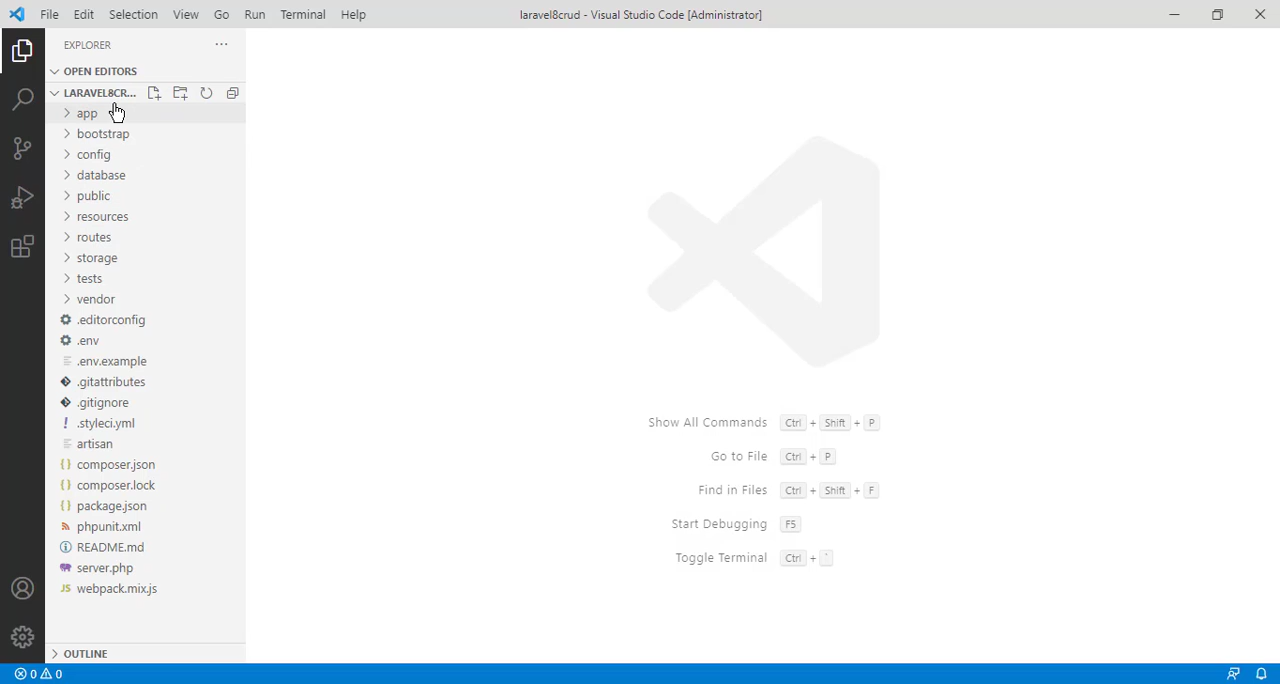 File Edit Selection View Go Run Terminal Help laravel8crud - Visual Studio Code [Administrator]
EXPLORER ···
OPEN EDITORS
LARAVEL8CR...
app
bootstrap
config
database
public
resources
routes
storage
tests
vendor
.editorconfig
.env
.env.example
.gitattributes
.gitignore
! .styleci.yml
artisan
{ } composer.json
{ } composer.lock
{ } package.json
phpunit.xml
README.md
server.php
JS webpack.mix.js
OUTLINE
Show All Commands Ctrl + Shift + P
Go to File Ctrl + P
Find in Files Ctrl + Shift + F
Start Debugging F5
Toggle Terminal Ctrl + `
0 0